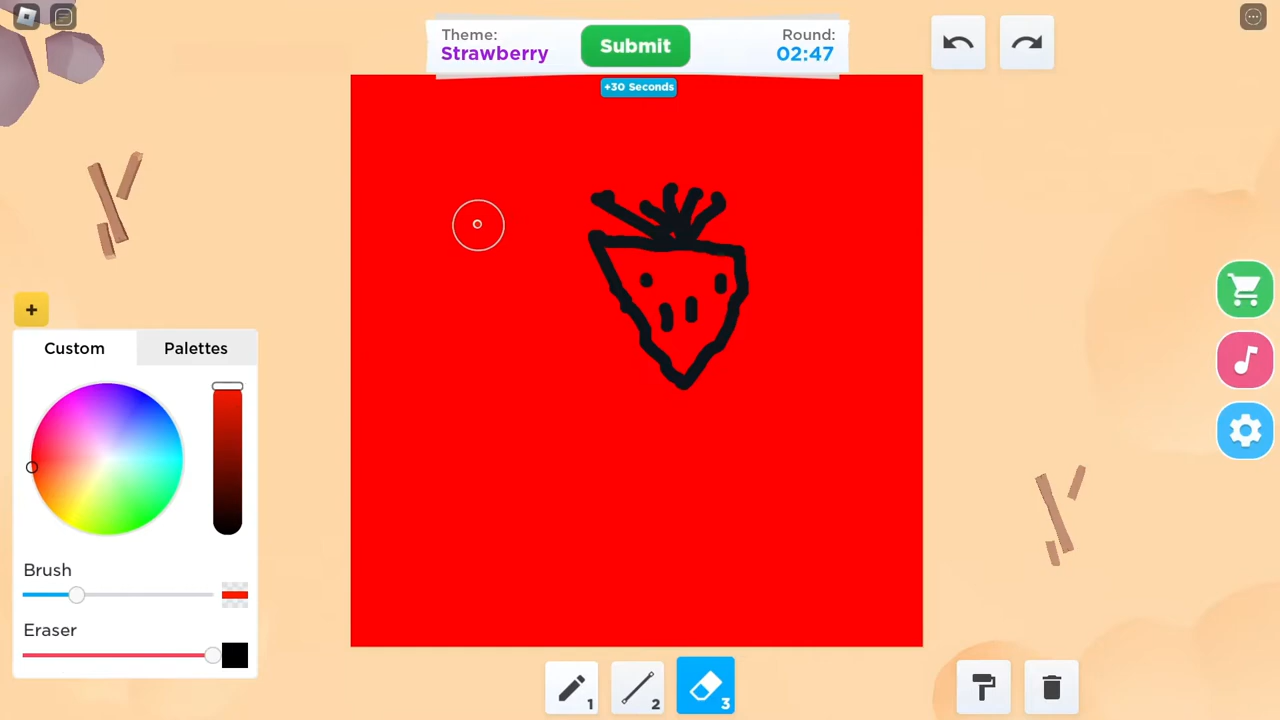 Theme:
Strawberry
Submit
Round:
02:47
+30 Seconds
+
Custom
Palettes
Brush
Eraser
1
2
3